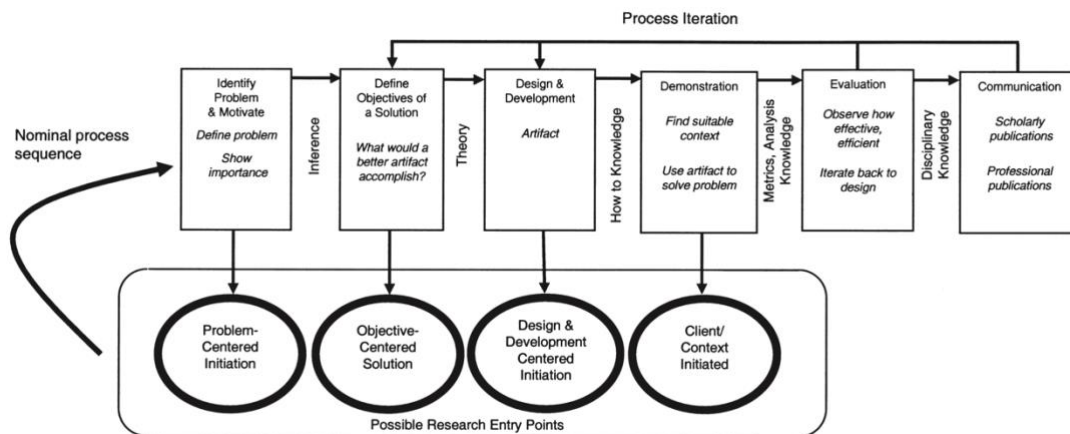 Process Iteration
Nominal process
sequence
Identify
Problem
& Motivate
Define problem
Show
importance
Inference
Define
Objectives of
a Solution
What would a
better artifact
accomplish?
Theory
Design &
Development
Artifact
How to Knowledge
Demonstration
Find suitable
context
Use artifact to
solve problem
Metrics, Analysis
Knowledge
Evaluation
Observe how
effective,
efficient
Iterate back to
design
Disciplinary
Knowledge
Communication
Scholarly
publications
Professional
publications
Problem-
Centered
Initiation
Objective-
Centered
Solution
Design &
Development
Centered
Initiation
Client/
Context
Initiated
Possible Research Entry Points